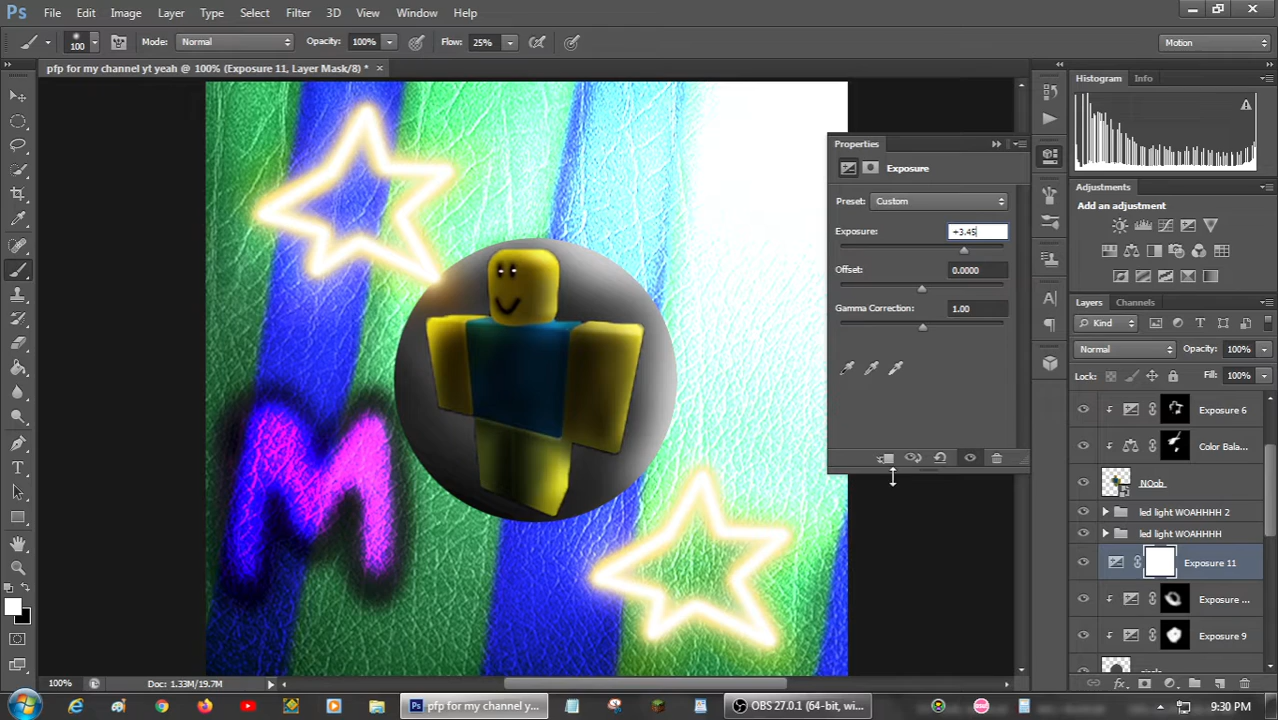 Ps File Edit Image Layer Type Select Filter 3D View Window Help
100 Mode: Normal Opacity: 100% Flow: 25% Motion
pfp for my channel yt yeah @ 100% (Exposure 11, Layer Mask/8) * ×
Histogram Info
Properties
Exposure
Preset: Custom
Exposure: +3.45
Offset: 0.0000
Gamma Correction: 1.00
Adjustments
Add an adjustment
Layers Channels
Kind
Normal Opacity: 100%
Lock: Fill: 100%
Exposure 6
Color Bala...
NOob
led light WOAHHHH 2
led light WOAHHHH
Exposure 11
Exposure ...
Exposure 9
M
100% Doc: 1.33M/19.7M
fx
Ps pfp for my channel y... OBS 27.0.1 (64-bit, wi... 9:30 PM